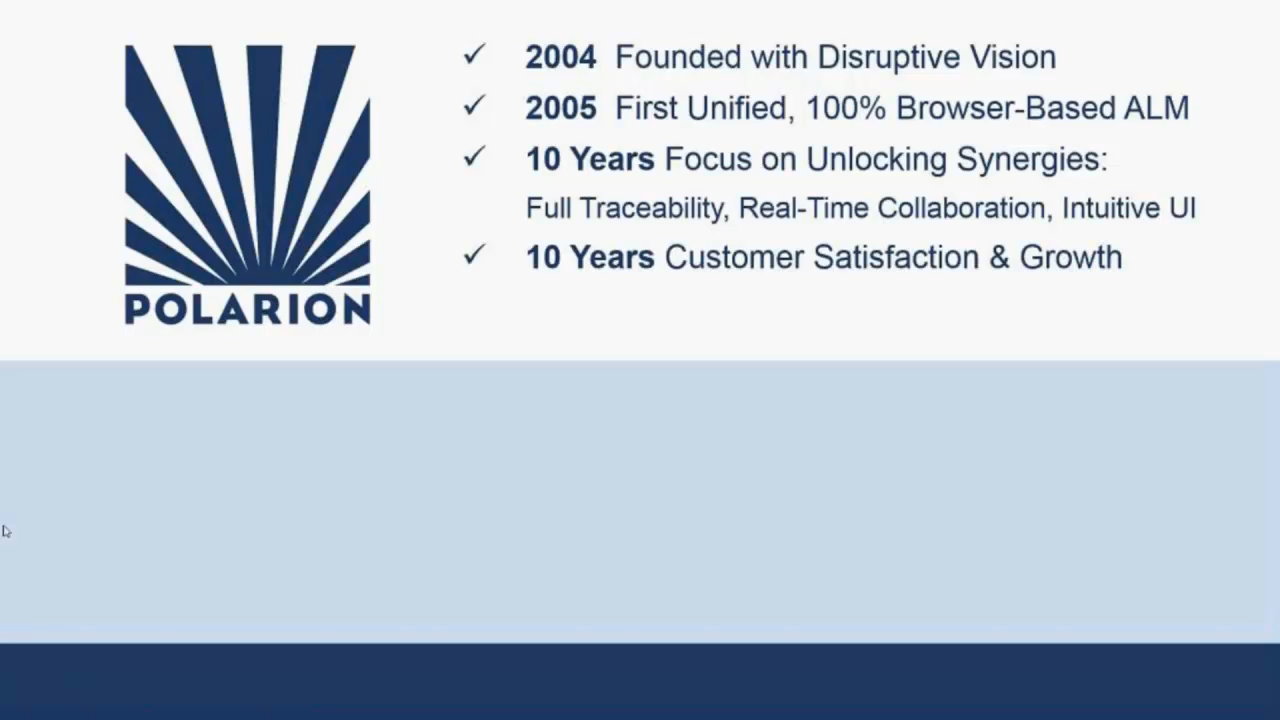 POLARION
✓ 2004 Founded with Disruptive Vision
✓ 2005 First Unified, 100% Browser-Based ALM
✓ 10 Years Focus on Unlocking Synergies:
Full Traceability, Real-Time Collaboration, Intuitive UI
✓ 10 Years Customer Satisfaction & Growth